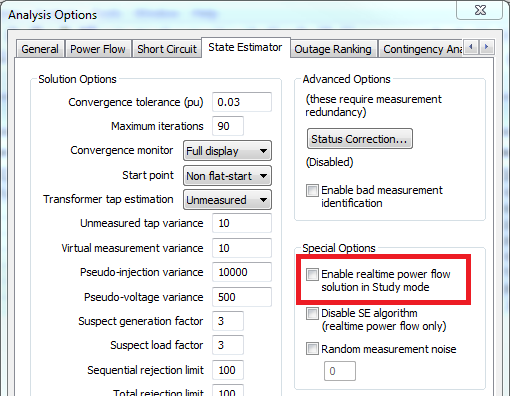 Analysis Options
General
Power Flow
Short Circuit
State Estimator
Outage Ranking
Contingency Ana
Solution Options
Convergence tolerance (pu) 0.03
Maximum iterations 90
Convergence monitor Full display
Start point Non flat-start
Transformer tap estimation Unmeasured
Unmeasured tap variance 10
Virtual measurement variance 10
Pseudo-injection variance 10000
Pseudo-voltage variance 500
Suspect generation factor 3
Suspect load factor 3
Sequential rejection limit 100
Total rejection limit 100
Advanced Options
(these require measurement
redundancy)
Status Correction...
(Disabled)
Enable bad measurement
identification
Special Options
Enable realtime power flow
solution in Study mode
Disable SE algorithm
(realtime power flow only)
Random measurement noise
0